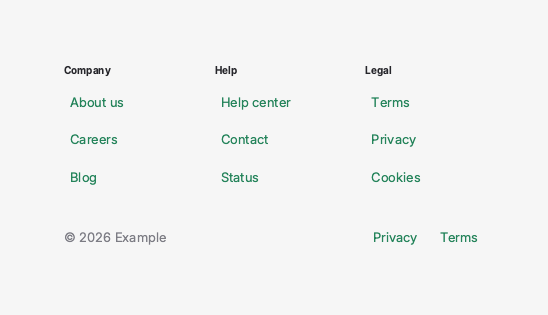 Company
About us
Careers
Blog
Help
Help center
Contact
Status
Legal
Terms
Privacy
Cookies
© 2026 Example
Privacy Terms